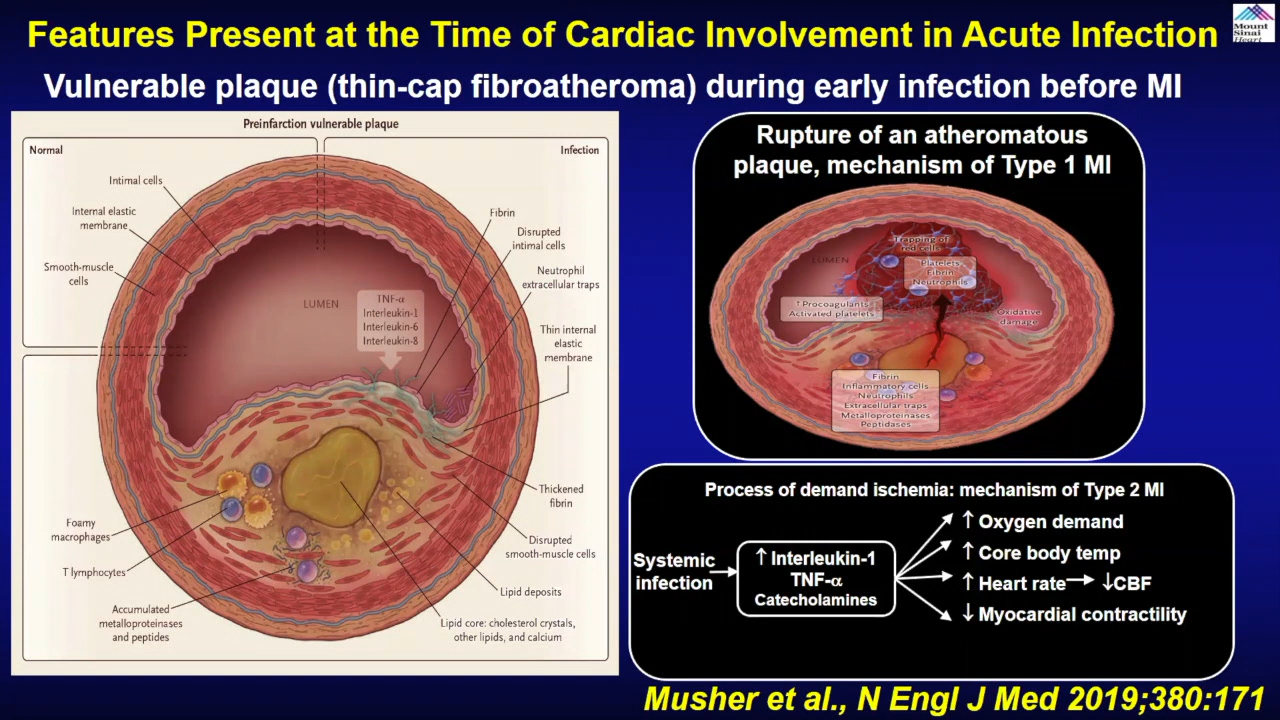 Features Present at the Time of Cardiac Involvement in Acute Infection
Mount
Sinai
Heart
Vulnerable plaque (thin-cap fibroatheroma) during early infection before MI
Preinfarction vulnerable plaque
Normal
Infection
Intimal cells
Internal elastic
membrane
Smooth-muscle
cells
Fibrin
Disrupted
intimal cells
Neutrophil
extracellular traps
Thin internal
elastic
membrane
LUMEN
TNF-α
Interleukin-1
Interleukin-6
Interleukin-8
Foamy
macrophages
T lymphocytes
Accumulated
metalloproteinases
and peptides
Thickened
fibrin
Disrupted
smooth-muscle cells
Lipid deposits
Lipid core: cholesterol crystals,
other lipids, and calcium
Rupture of an atheromatous
plaque, mechanism of Type 1 MI
Trapping of
red cells
LUMEN
Platelets
Fibrin
Neutrophils
↑Procoagulants
Activated platelets
Oxidative
damage
Fibrin
Inflammatory cells
Neutrophils
Extracellular traps
Metalloproteinases
Peptidases
Process of demand ischemia: mechanism of Type 2 MI
Systemic
infection
↑ Interleukin-1
TNF-α
Catecholamines
↑ Oxygen demand
↑ Core body temp
↑ Heart rate → ↓CBF
↓ Myocardial contractility
Musher et al., N Engl J Med 2019;380:171